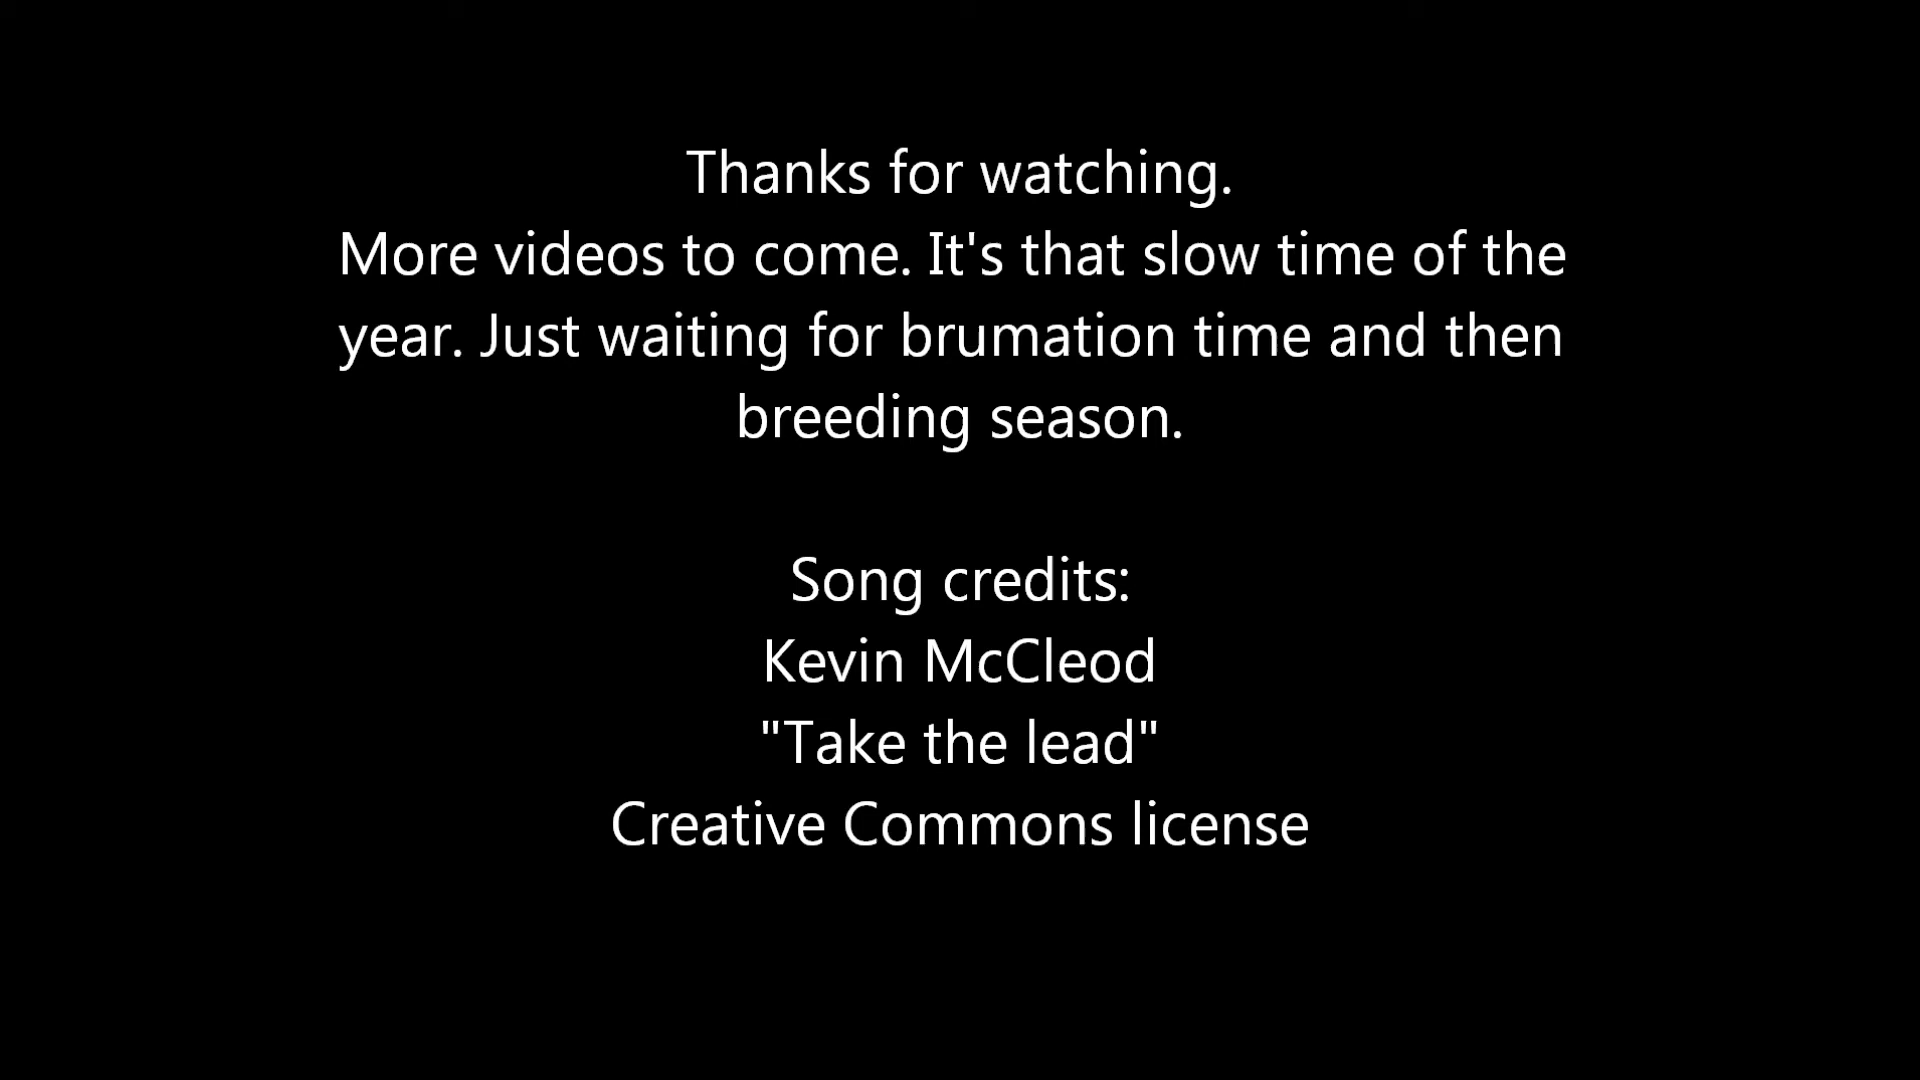 Thanks for watching.
More videos to come. It's that slow time of the
year. Just waiting for brumation time and then
breeding season.
Song credits:
Kevin McCleod
"Take the lead"
Creative Commons license